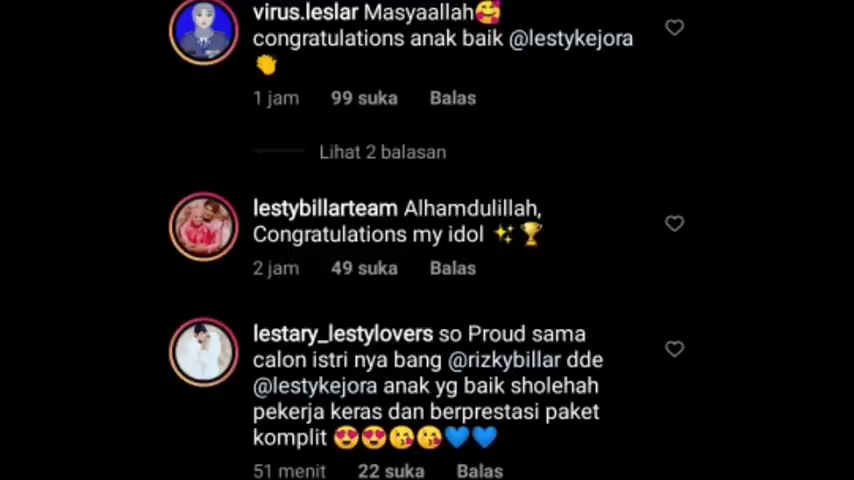 virus.leslar Masyaallah🥰
congratulations anak baik @lestykejora
👏
1 jam 99 suka Balas
Lihat 2 balasan
lestybillarteam Alhamdulillah,
Congratulations my idol ✨🏆
2 jam 49 suka Balas
lestary_lestylovers so Proud sama
calon istri nya bang @rizkybillar dde
@lestykejora anak yg baik sholehah
pekerja keras dan berprestasi paket
komplit 😍😍😘😘💙💙
51 menit 22 suka Balas